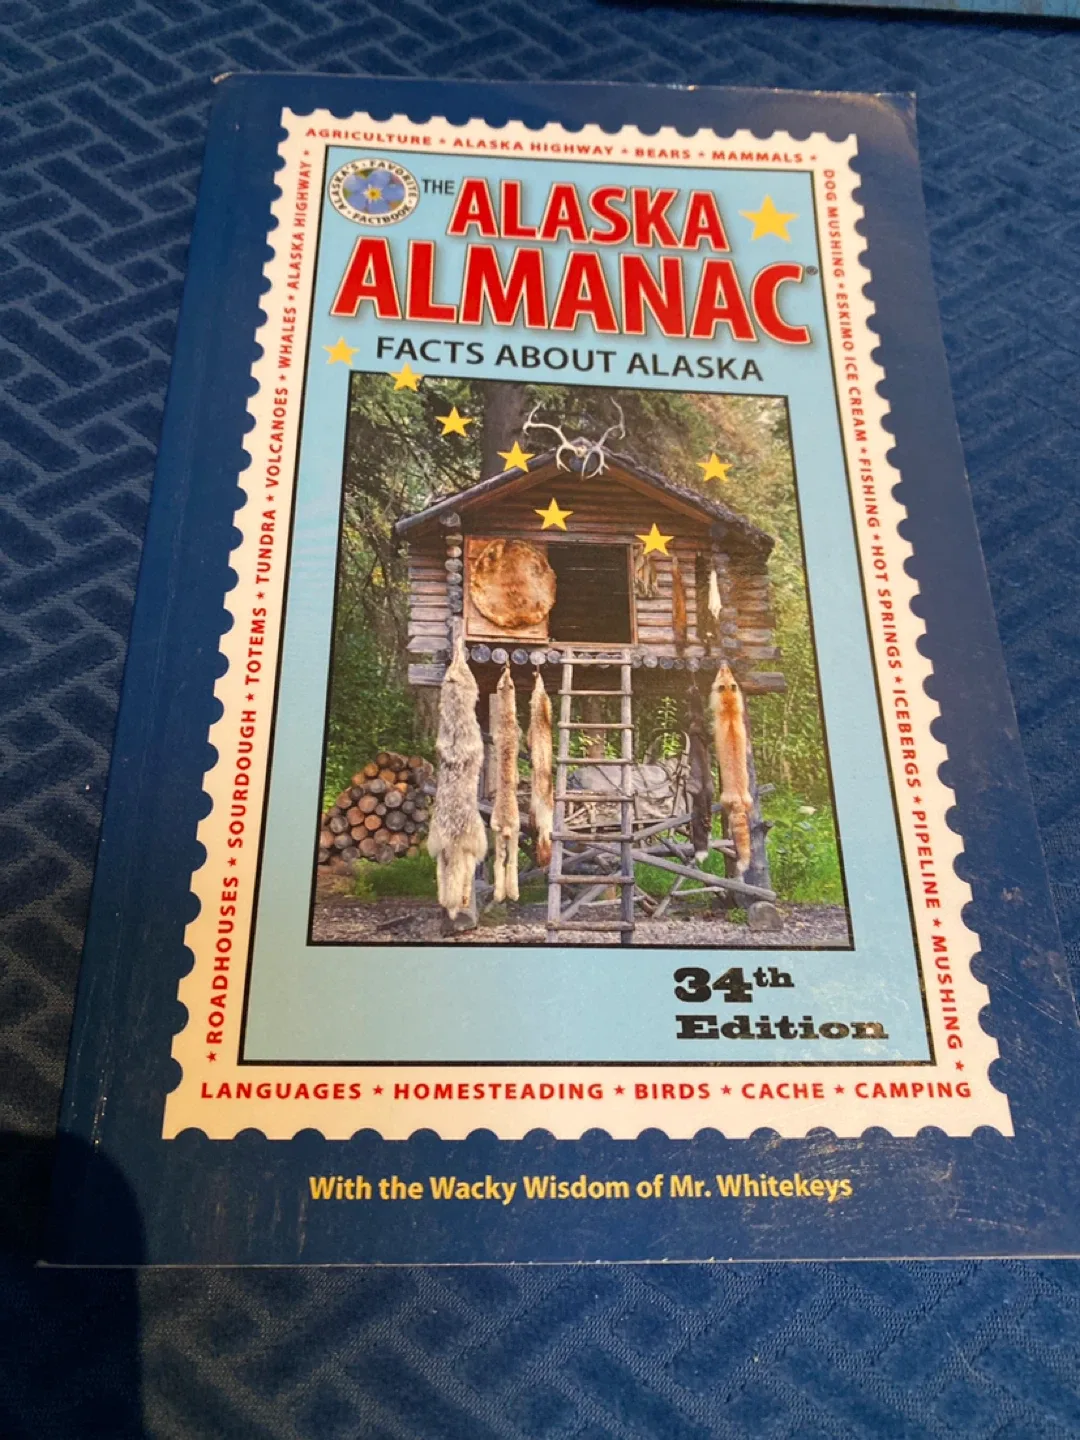 AGRICULTURE ★ ALASKA HIGHWAY ★ BEARS ★ MAMMALS ★
DOG MUSHING ★ ESKIMO ICE CREAM ★ FISHING ★ HOT SPRINGS ★ ICEBERGS ★ PIPELINE ★ MUSHING ★
★ ROADHOUSES ★ SOURDOUGH ★ TOTEMS ★ TUNDRA ★ VOLCANOES ★ WHALES ★ ALASKA HIGHWAY ★
ALASKA'S · FAVORITE · FACTBOOK ·
THE ALASKA
ALMANAC®
FACTS ABOUT ALASKA
34th
Edition
LANGUAGES ★ HOMESTEADING ★ BIRDS ★ CACHE ★ CAMPING
With the Wacky Wisdom of Mr. Whitekeys